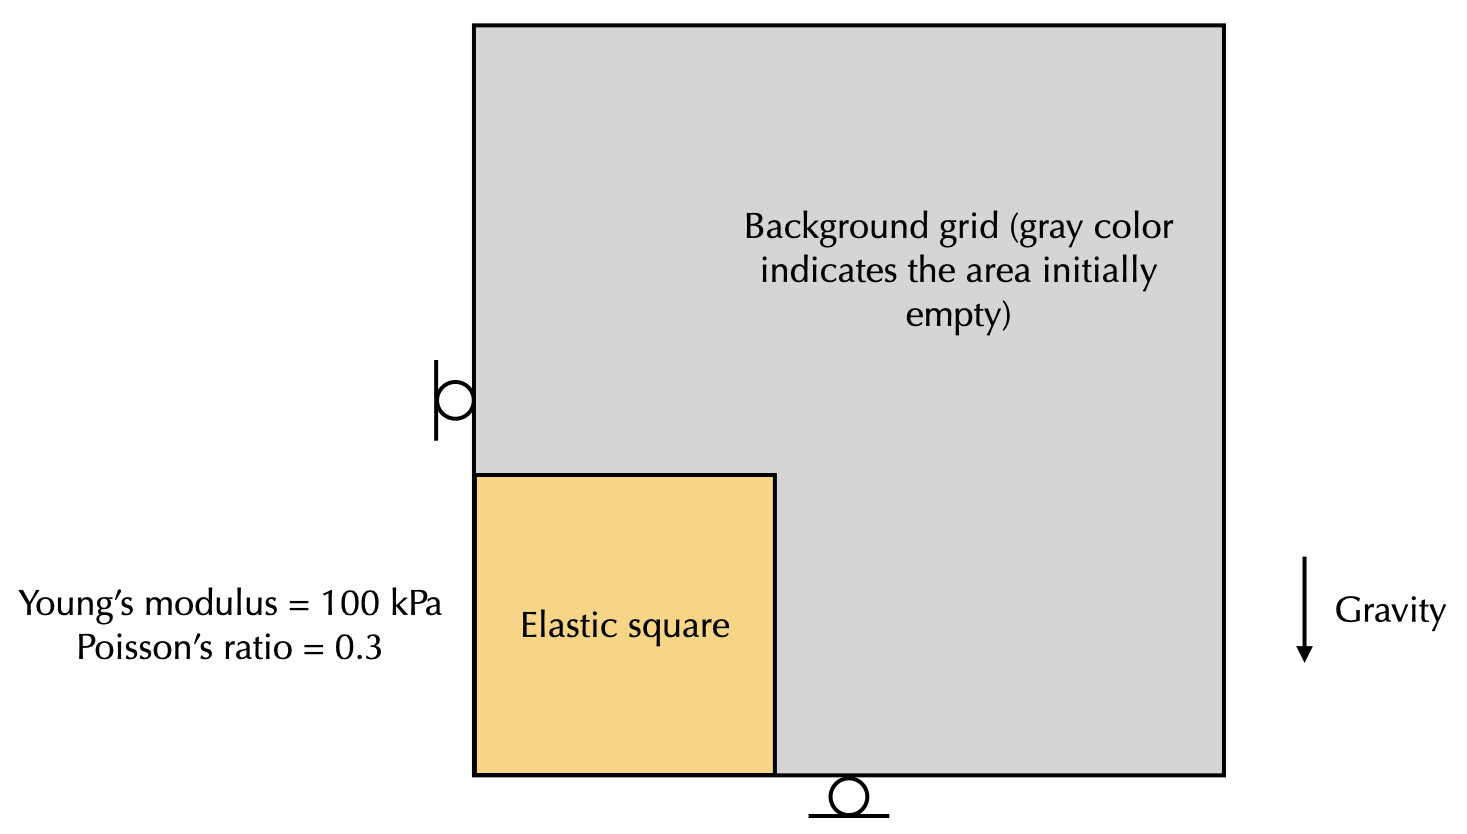 Background grid (gray color
indicates the area initially
empty)
Young’s modulus = 100 kPa
Poisson’s ratio = 0.3
Elastic square
Gravity